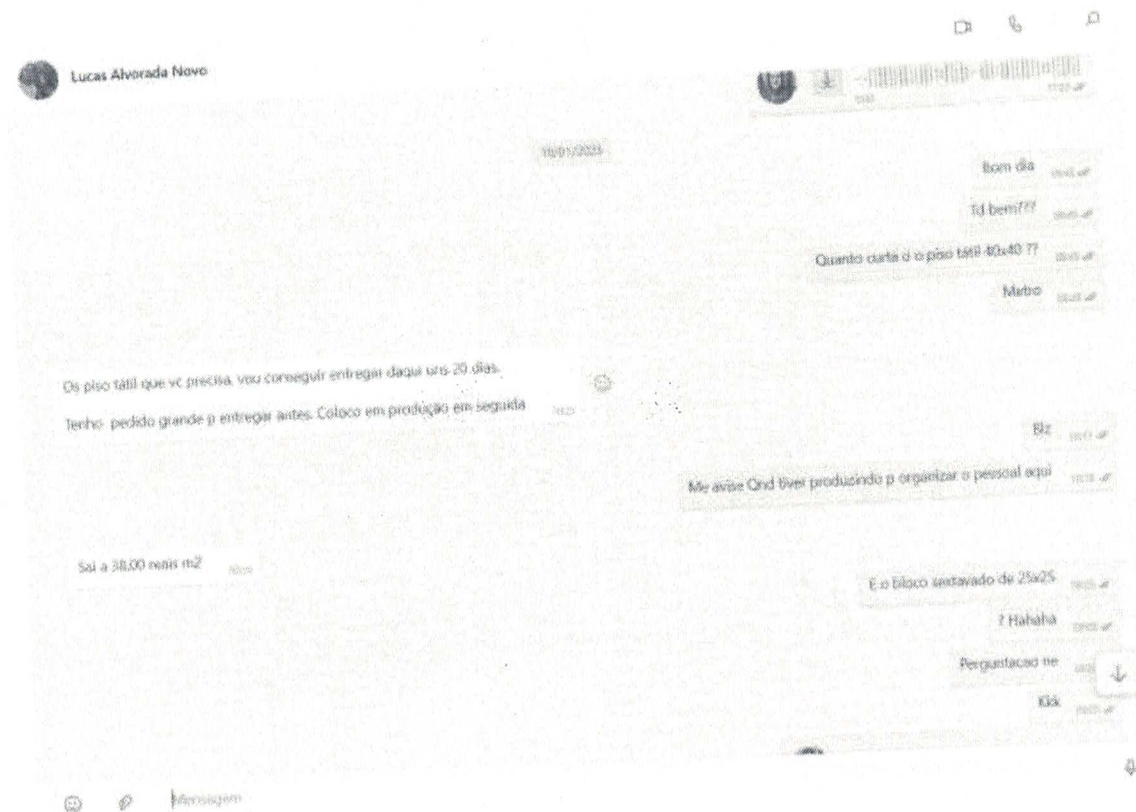 Lucas Alvorada Novo
Bom dia
Td bem???
Quanto custa o piso tátil 40x40 ??
Metro
Os piso tátil que vc precisa, vou conseguir entregar daqui uns 20 dias.
Tenho pedido grande p entregar antes. Coloco em produção em seguida
Blz
Me avise Qnd tiver produzindo p organizar o pessoal aqui
Sai a 38,00 reais m2
E o bloco sextavado de 25x25
? Hahaha
Perguntacao ne
Kkk
Mensagem